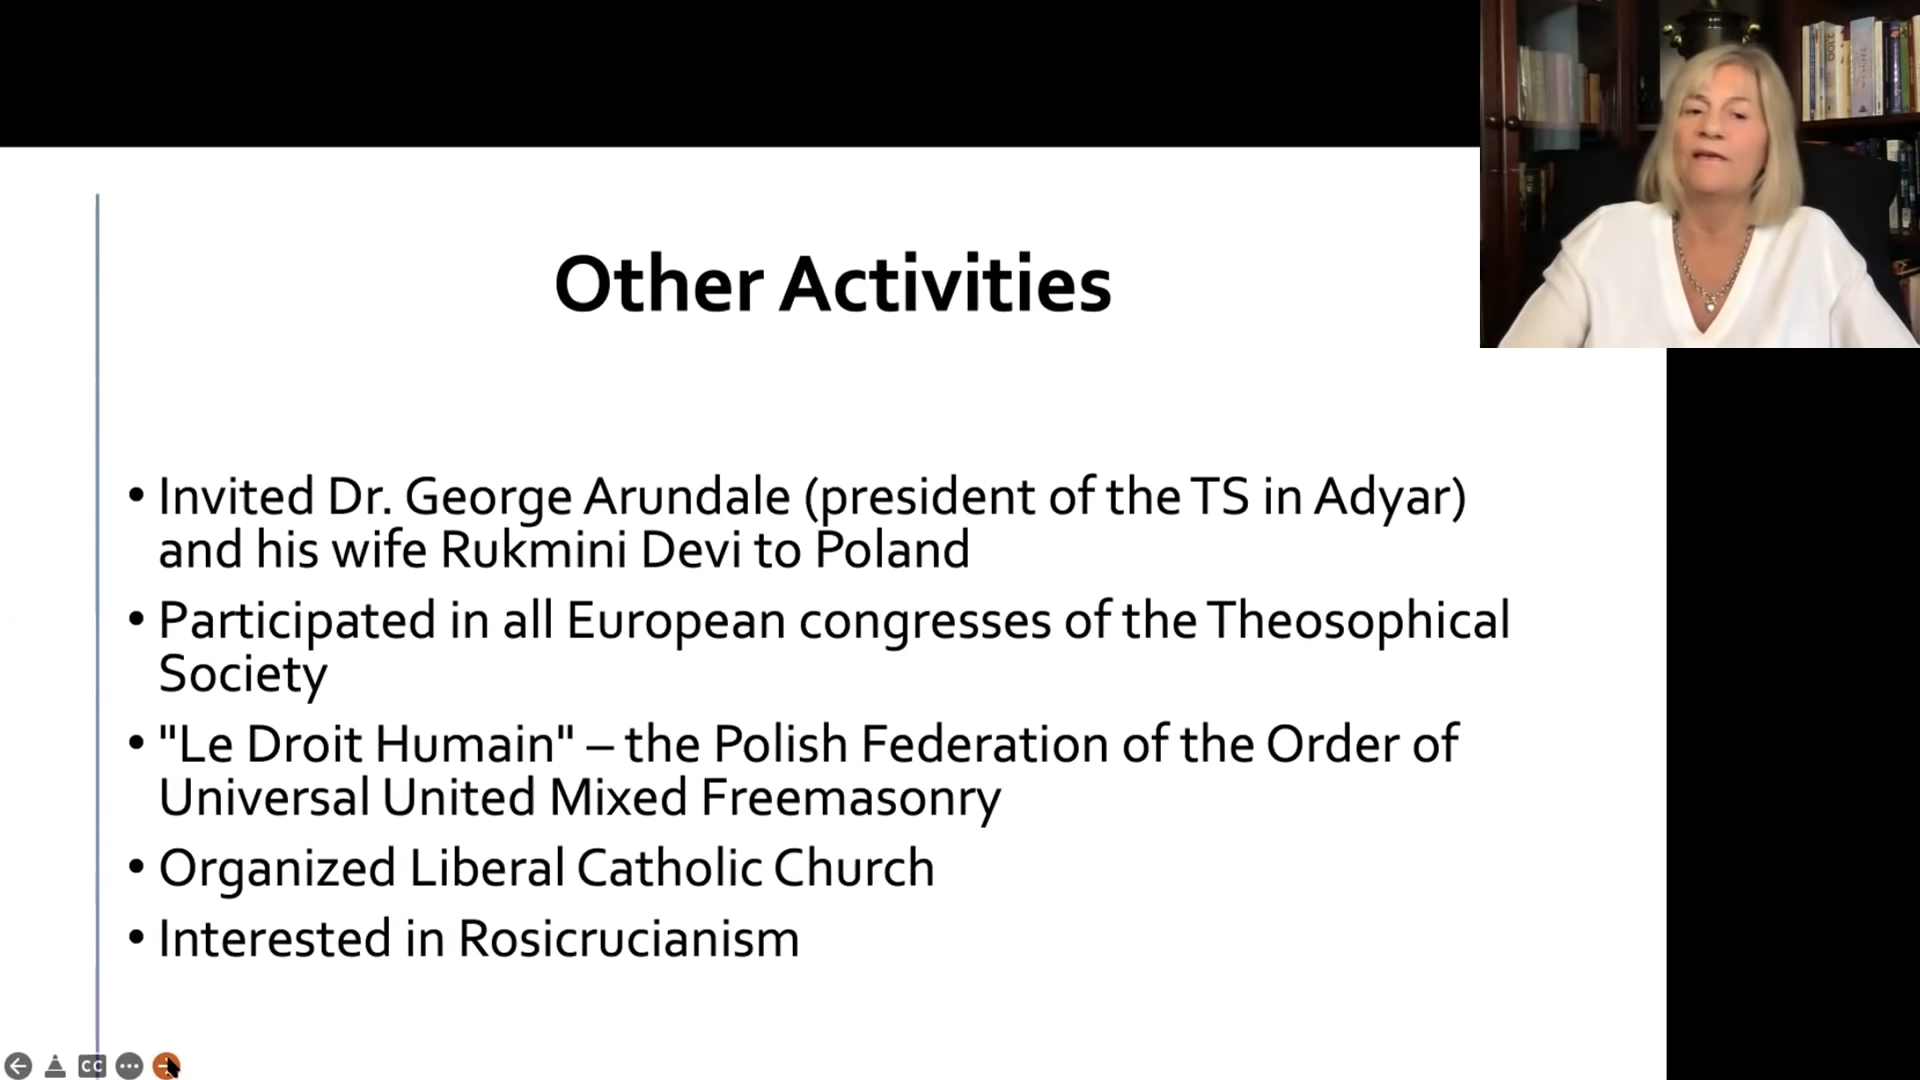 Other Activities
• Invited Dr. George Arundale (president of the TS in Adyar)
and his wife Rukmini Devi to Poland
• Participated in all European congresses of the Theosophical
Society
• "Le Droit Humain" – the Polish Federation of the Order of
Universal United Mixed Freemasonry
• Organized Liberal Catholic Church
• Interested in Rosicrucianism
CC